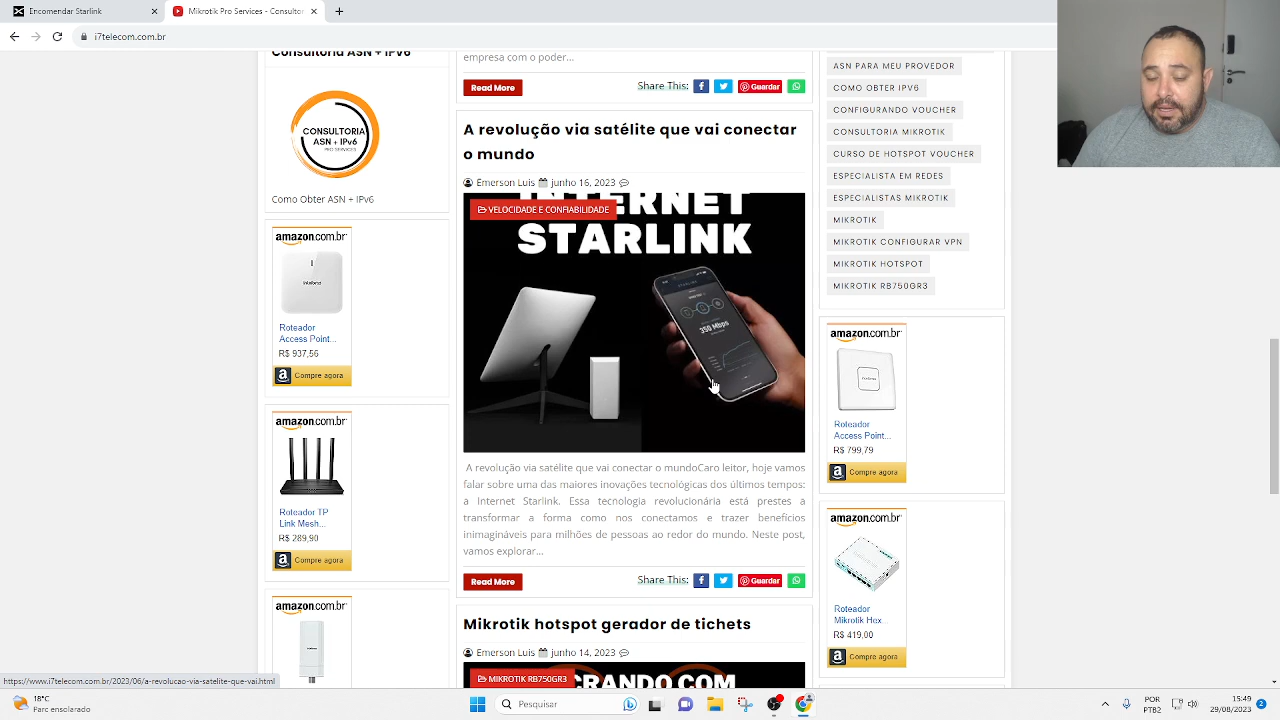 Encomendar Starlink
Mikrotik Pro Services - Consultor
i7telecom.com.br
Consultoria ASN + IPv6
CONSULTORIA
ASN + IPv6
PRO SERVICES
Como Obter ASN + IPv6
amazon.com.br
intelbras
Roteador
Access Point...
R$ 937,56
Compre agora
amazon.com.br
Roteador TP
Link Mesh...
R$ 289,90
Compre agora
amazon.com.br
empresa com o poder...
Read More
Share This:
Guardar
A revolução via satélite que vai conectar
o mundo
Emerson Luis
junho 16, 2023
VELOCIDADE E CONFIABILIDADE
INTERNET
STARLINK
350 Mbps
A revolução via satélite que vai conectar o mundoCaro leitor, hoje vamos
falar sobre uma das maiores inovações tecnológicas dos últimos tempos:
a Internet Starlink. Essa tecnologia revolucionária está prestes a
transformar a forma como nos conectamos e trazer benefícios
inimagináveis para milhões de pessoas ao redor do mundo. Neste post,
vamos explorar...
Read More
Share This:
Guardar
Mikrotik hotspot gerador de tichets
Emerson Luis
junho 14, 2023
MIKROTIK RB750GR3
ASN PARA MEU PROVEDOR
COMO OBTER IPV6
CONFIGURANDO VOUCHER
CONSULTORIA MIKROTIK
CURSO DE HOTSPOT VOUCHER
ESPECIALISTA EM REDES
ESPECIALISTAS MIKROTIK
MIKROTIK
MIKROTIK CONFIGURAR VPN
MIKROTIK HOTSPOT
MIKROTIK RB750GR3
amazon.com.br
Roteador
Access Point...
R$ 799,79
Compre agora
amazon.com.br
Roteador
Mikrotik Hex...
R$ 419,00
Compre agora
https://www.i7telecom.com.br/2023/06/a-revolucao-via-satelite-que-vai.html
18°C
Parc ensolarado
Pesquisar
POR
PTB2
15:49
29/08/2023
2